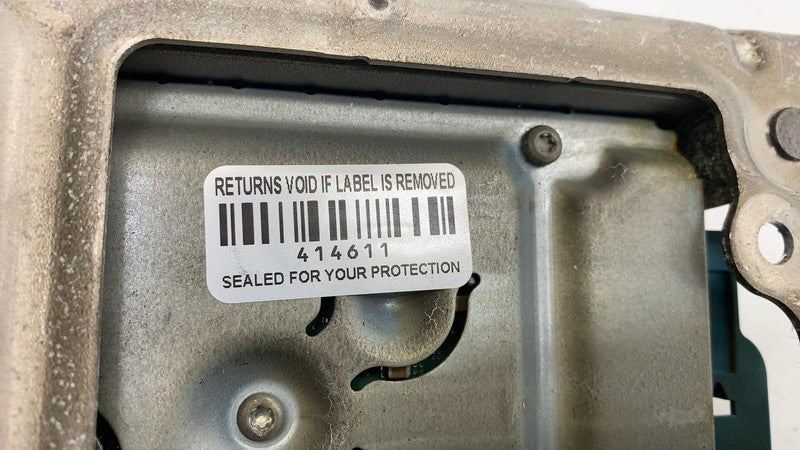 RETURNS VOID IF LABEL IS REMOVED
414611
SEALED FOR YOUR PROTECTION